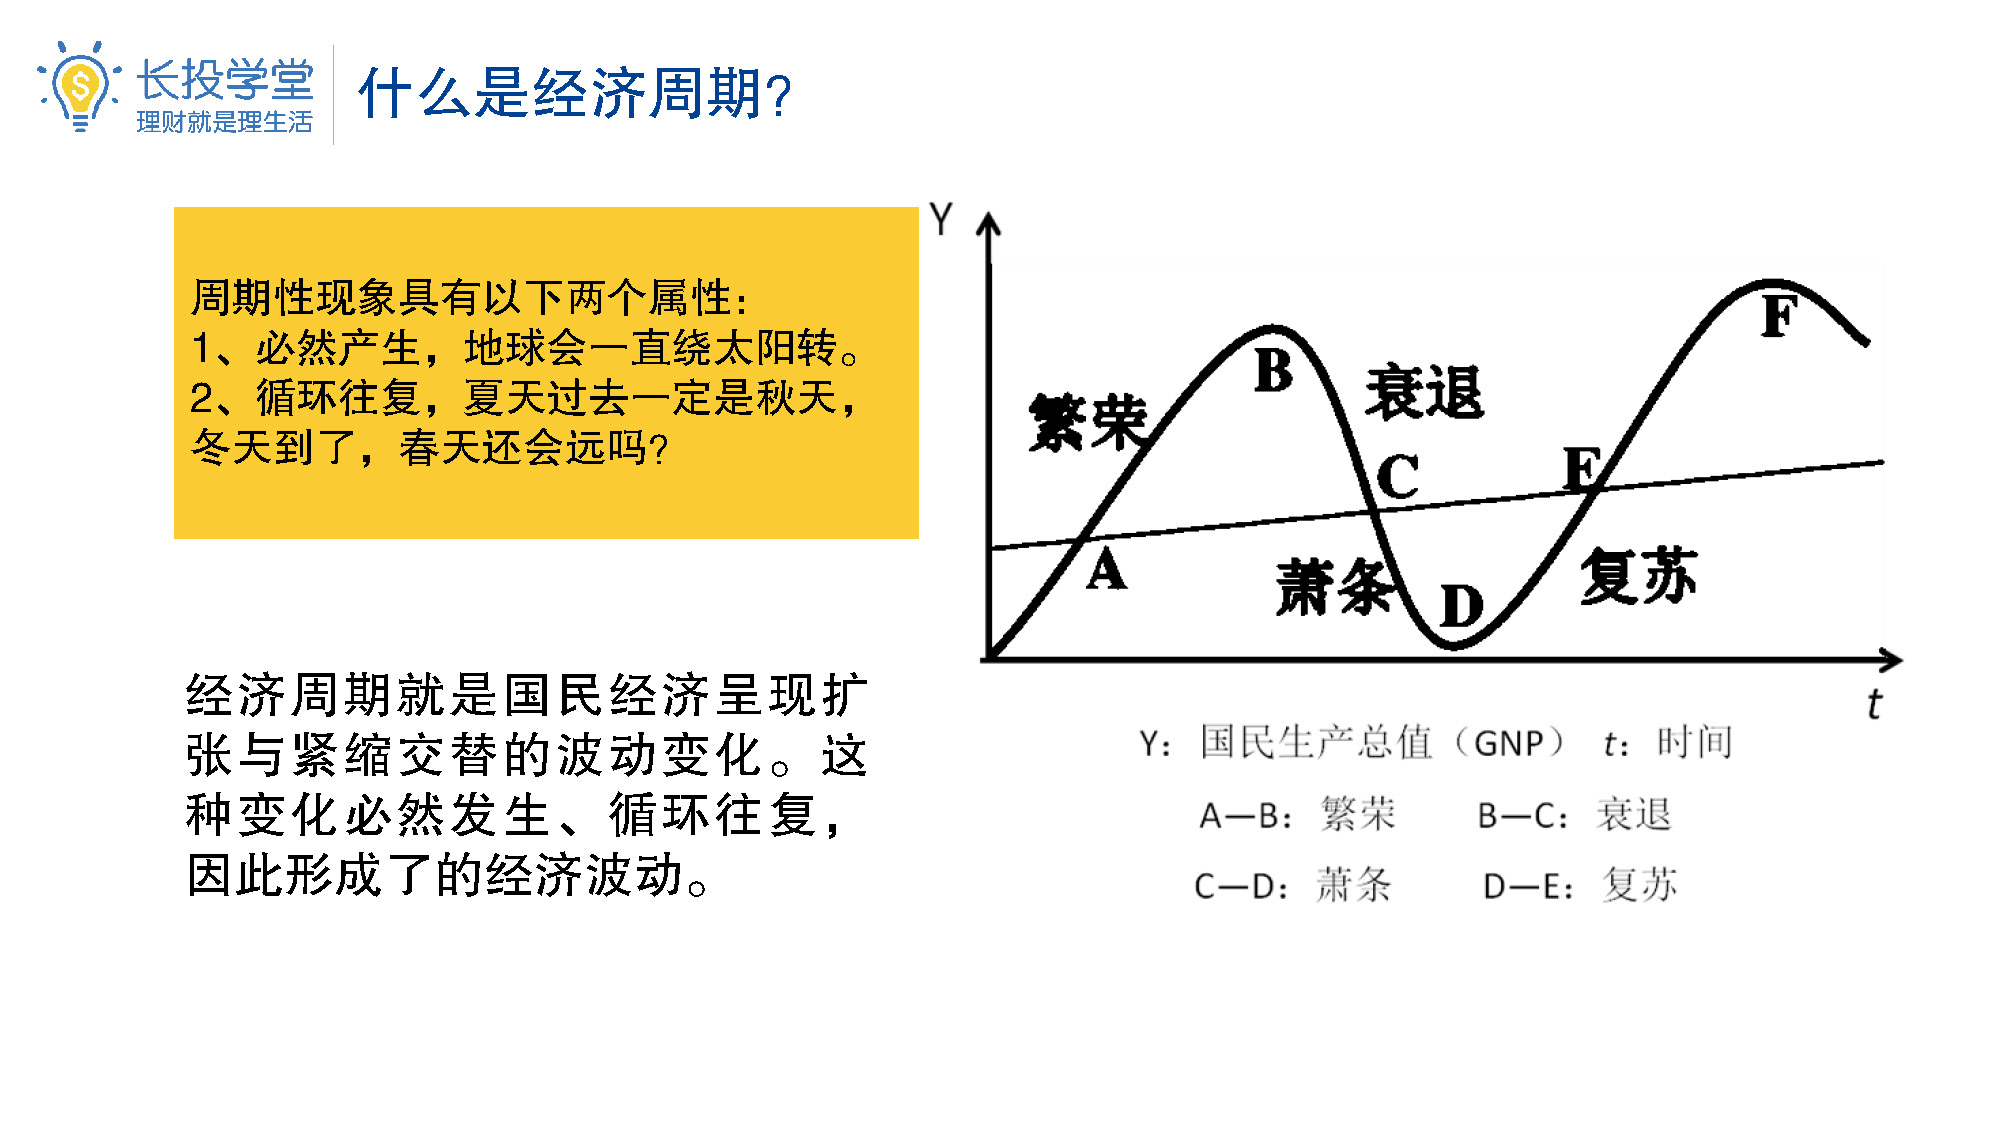 长投学堂
理财就是理生活
什么是经济周期?
周期性现象具有以下两个属性:
1、必然产生，地球会一直绕太阳转。
2、循环往复，夏天过去一定是秋天，
冬天到了，春天还会远吗?
经济周期就是国民经济呈现扩
张与紧缩交替的波动变化。这
种变化必然发生、循环往复，
因此形成了的经济波动。
Y
F
B
衰退
繁荣
C
E
A
萧条
D
复苏
t
Y: 国民生产总值（GNP） t: 时间
A—B: 繁荣 B—C: 衰退
C—D: 萧条 D—E: 复苏